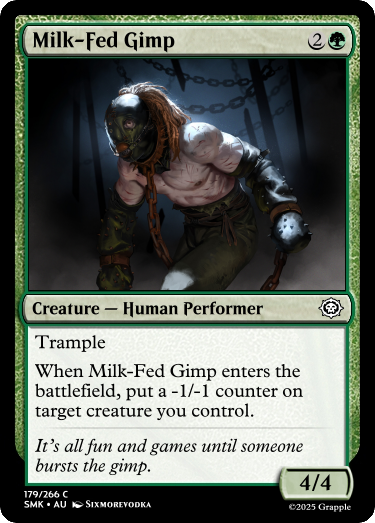 Milk-Fed Gimp 2
Creature — Human Performer
Trample
When Milk-Fed Gimp enters the
battlefield, put a -1/-1 counter on
target creature you control.
It's all fun and games until someone
bursts the gimp.
4/4
179/266 C
SMK • AU Sixmorevodka
©2025 Grapple